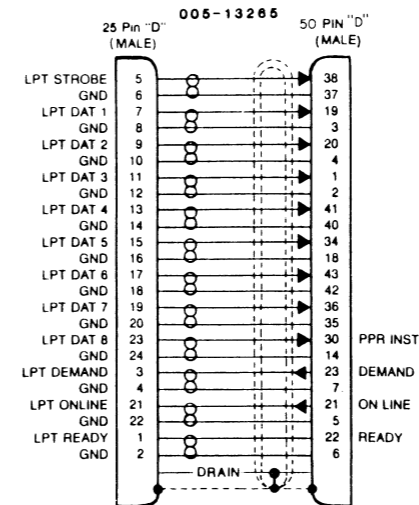 005-13265
25 Pin "D" 50 PIN "D"
(MALE) (MALE)
LPT STROBE 5 38
GND 6 37
LPT DAT 1 7 19
GND 8 3
LPT DAT 2 9 20
GND 10 4
LPT DAT 3 11 1
GND 12 2
LPT DAT 4 13 41
GND 14 40
LPT DAT 5 15 34
GND 16 18
LPT DAT 6 17 43
GND 18 42
LPT DAT 7 19 36
GND 20 35
LPT DAT 8 23 30 PPR INST
GND 24 14
LPT DEMAND 3 23 DEMAND
GND 4 7
LPT ONLINE 21 21 ON LINE
GND 22 5
LPT READY 1 22 READY
GND 2 6
DRAIN